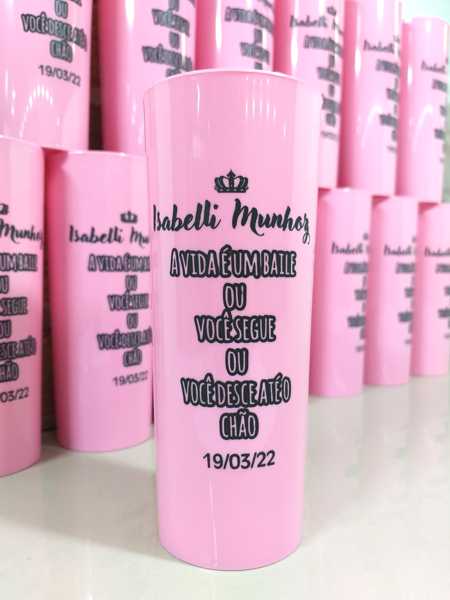 Isabelli Munhoz
A VIDA É UM BAILE
OU
VOCÊ SEGUE
OU
VOCÊ DESCE ATÉ O
CHÃO
19/03/22